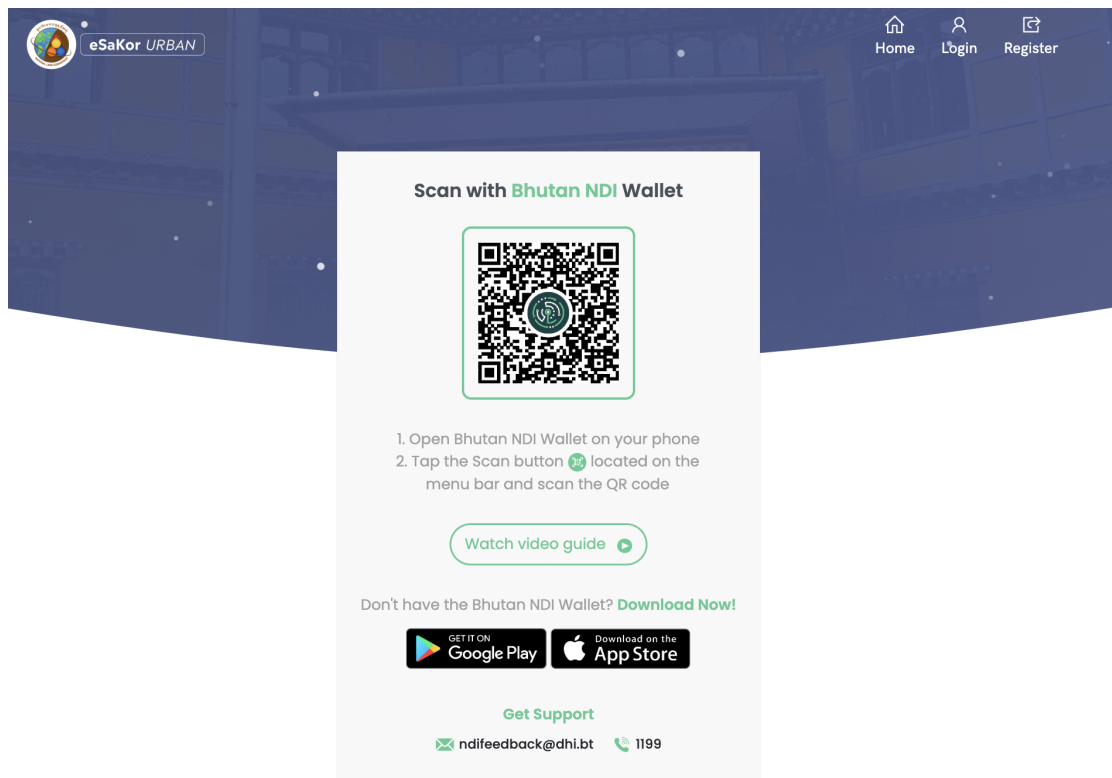 eSaKor URBAN
Home
Login
Register
Scan with Bhutan NDI Wallet
1. Open Bhutan NDI Wallet on your phone
2. Tap the Scan button located on the
menu bar and scan the QR code
Watch video guide
Don't have the Bhutan NDI Wallet? Download Now!
GET IT ON
Google Play
Download on the
App Store
Get Support
ndifeedback@dhi.bt
1199